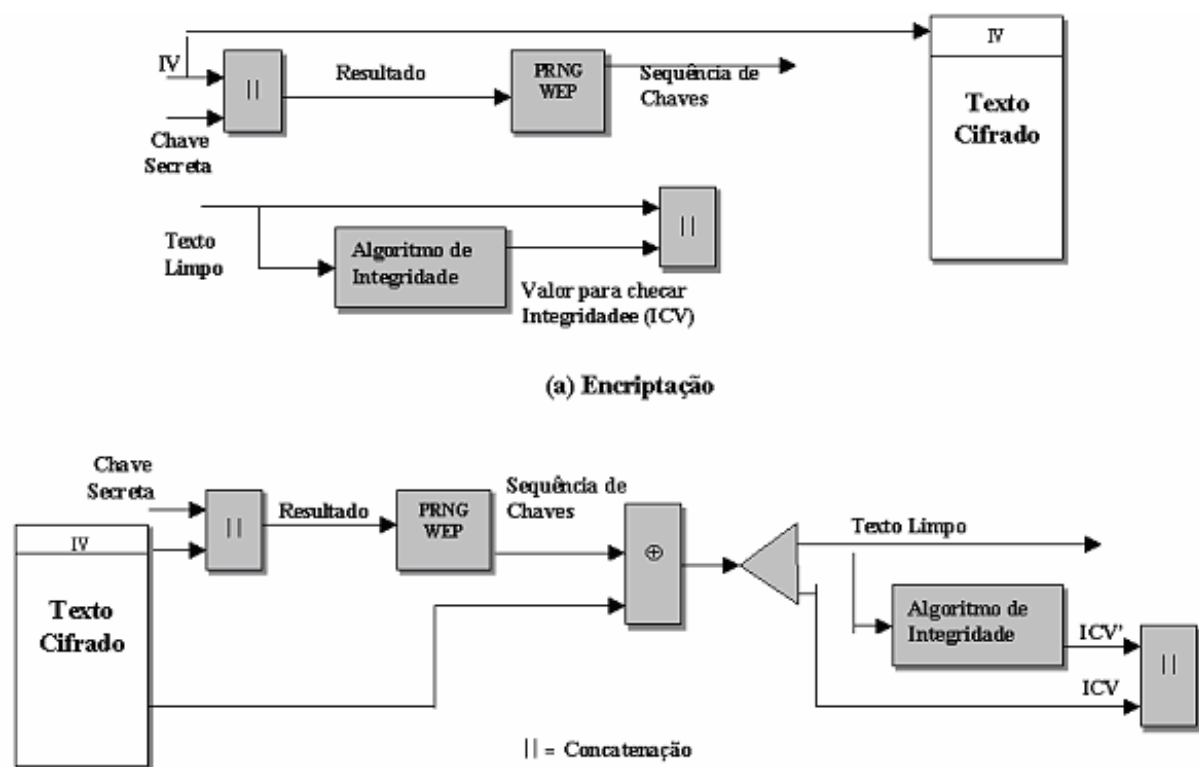 IV
IV
||
Resultado
PRNG
WEP
Sequência de
Chaves
Texto
Cifrado
Chave
Secreta
Texto
Limpo
Algoritmo de
Integridade
||
Valor para checar
Integridadee (ICV)
(a) Encriptação
Chave
Secreta
IV
Texto
Cifrado
||
Resultado
PRNG
WEP
Sequência de
Chaves
⊕
Texto Limpo
Algoritmo de
Integridade
ICV'
ICV
||
|| = Concatenação